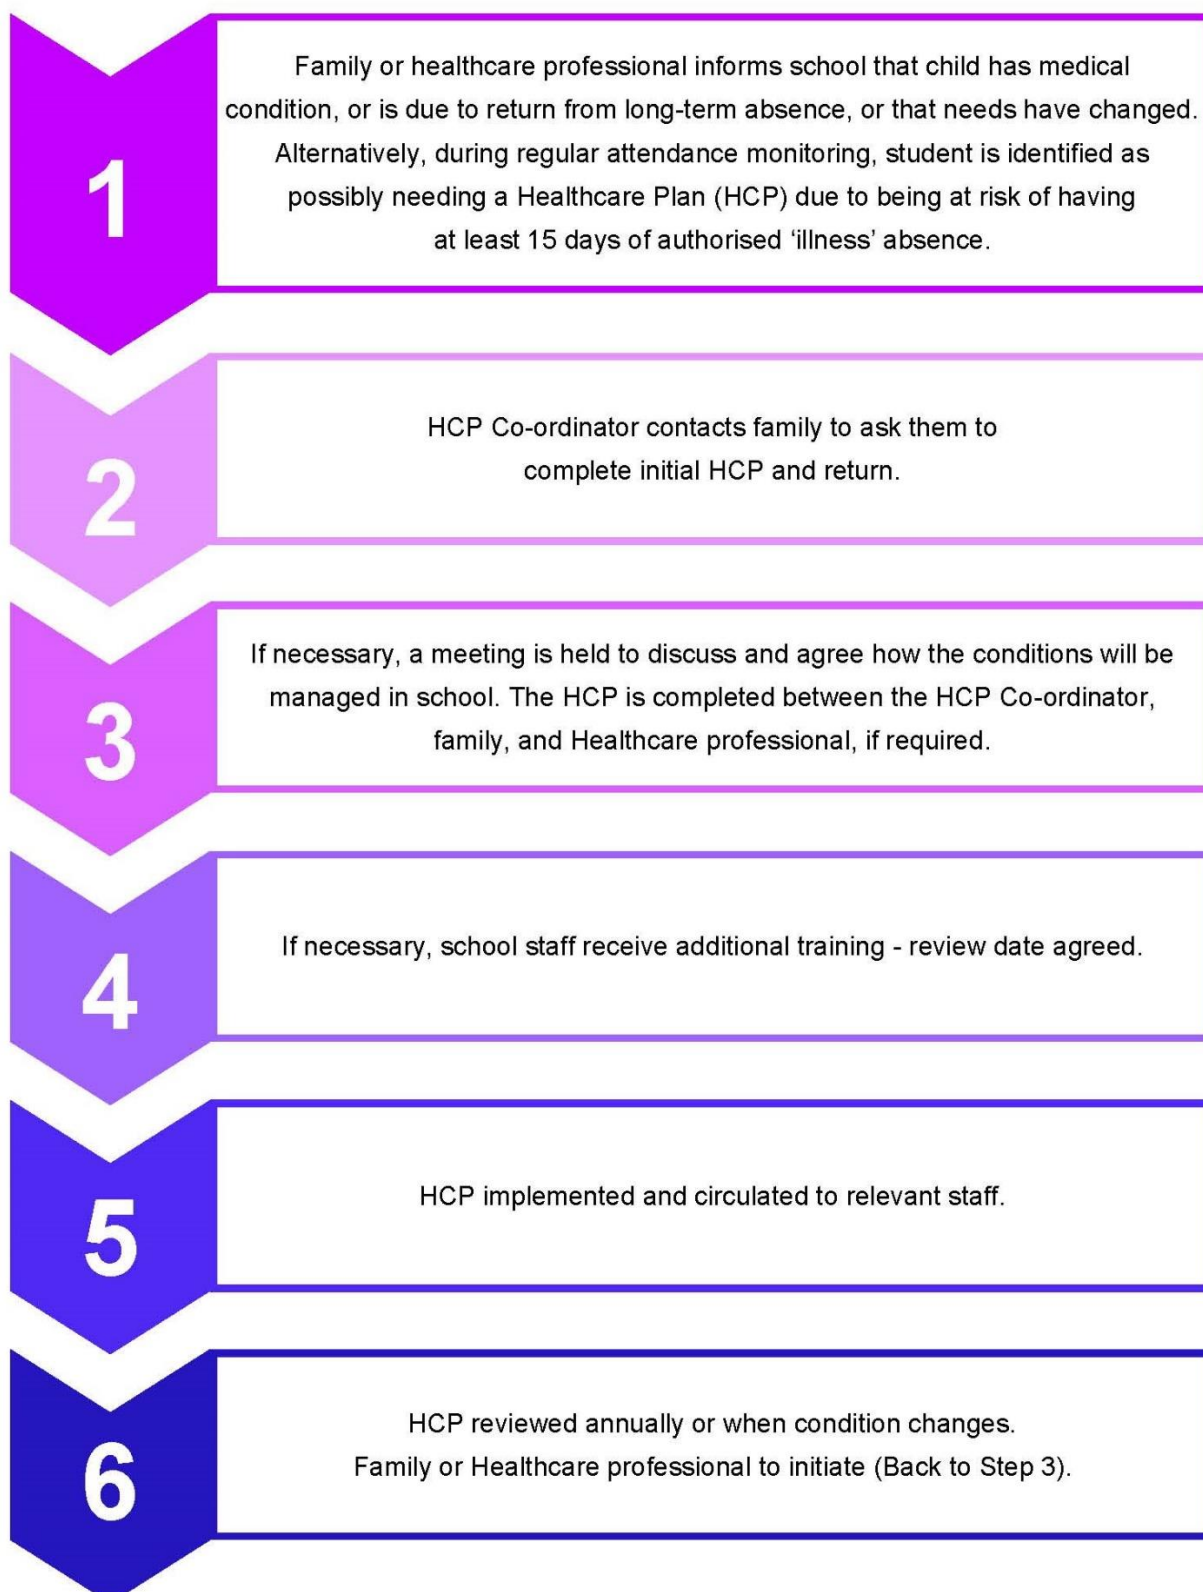 1
Family or healthcare professional informs school that child has medical
condition, or is due to return from long-term absence, or that needs have changed.
Alternatively, during regular attendance monitoring, student is identified as
possibly needing a Healthcare Plan (HCP) due to being at risk of having
at least 15 days of authorised ‘illness’ absence.
2
HCP Co-ordinator contacts family to ask them to
complete initial HCP and return.
3
If necessary, a meeting is held to discuss and agree how the conditions will be
managed in school. The HCP is completed between the HCP Co-ordinator,
family, and Healthcare professional, if required.
4
If necessary, school staff receive additional training - review date agreed.
5
HCP implemented and circulated to relevant staff.
6
HCP reviewed annually or when condition changes.
Family or Healthcare professional to initiate (Back to Step 3).